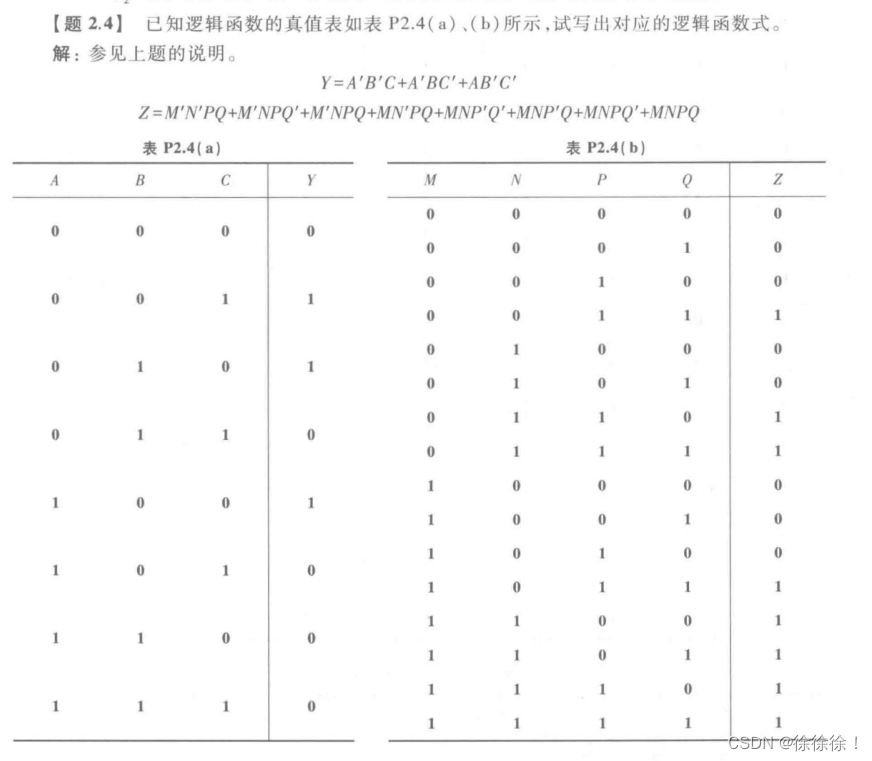 【题 2.4】 已知逻辑函数的真值表如表 P2.4(a)、(b)所示,试写出对应的逻辑函数式。
解: 参见上题的说明。
Y=A′B′C+A′BC′+AB′C′
Z=M′N′PQ+M′NPQ′+M′NPQ+MN′PQ+MNP′Q′+MNP′Q+MNPQ′+MNPQ
表 P2.4(a)
A B C Y
0 0 0 0
0 0 1 1
0 1 0 1
0 1 1 0
1 0 0 1
1 0 1 0
1 1 0 0
1 1 1 0
表 P2.4(b)
M N P Q Z
0 0 0 0 0
0 0 0 1 0
0 0 1 0 0
0 0 1 1 1
0 1 0 0 0
0 1 0 1 0
0 1 1 0 1
0 1 1 1 1
1 0 0 0 0
1 0 0 1 0
1 0 1 0 0
1 0 1 1 1
1 1 0 0 1
1 1 0 1 1
1 1 1 0 1
1 1 1 1 1
CSDN @徐徐徐！